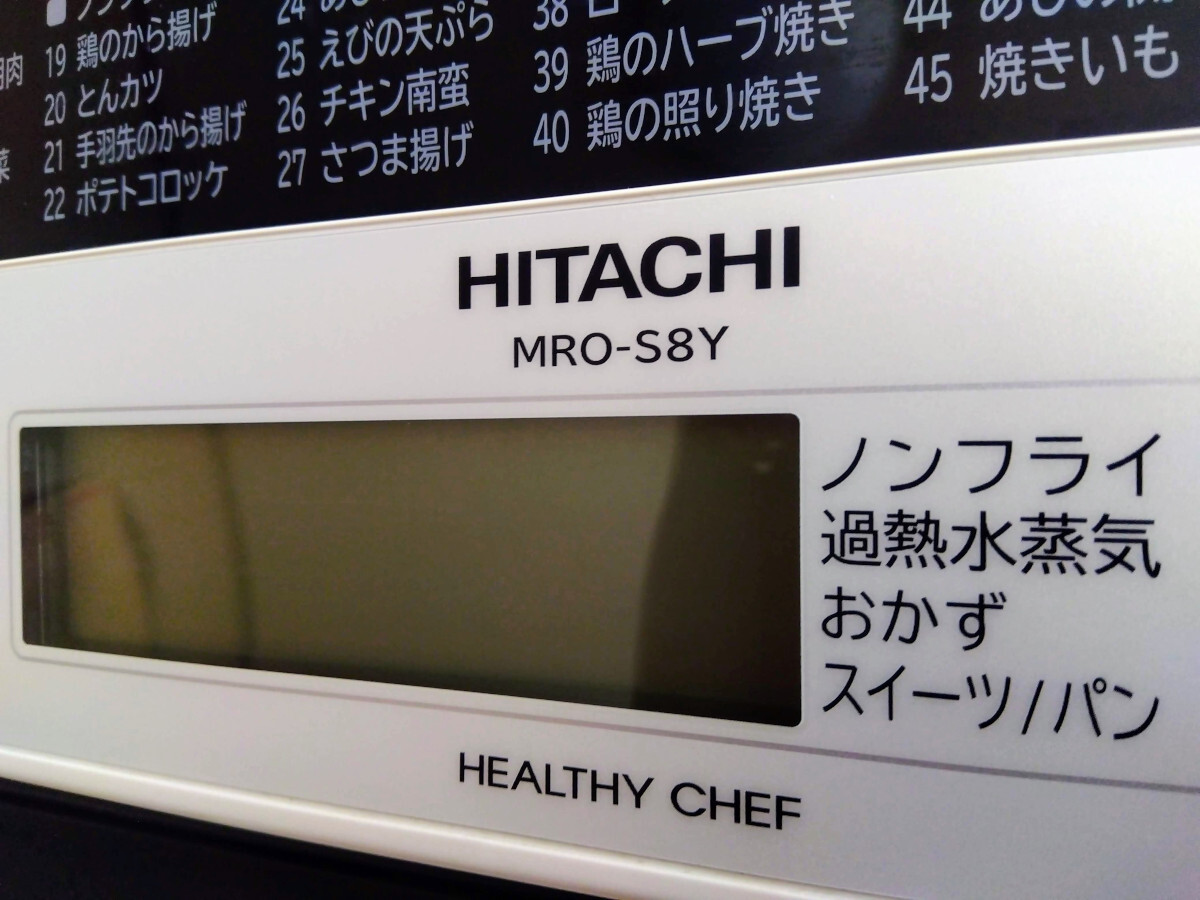 19 鶏のから揚げ
20 とんカツ
21 手羽先のから揚げ
22 ポテトコロッケ
24
25 えびの天ぷら
26 チキン南蛮
27 さつま揚げ
38
39 鶏のハーブ焼き
40 鶏の照り焼き
44
45 焼きいも
HITACHI
MRO-S8Y
ノンフライ
過熱水蒸気
おかず
スイーツ/パン
HEALTHY CHEF